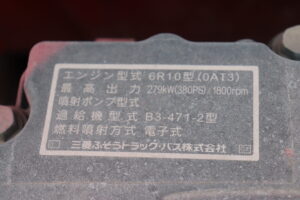 エンジン型式 6R10型(0AT3)
最高出力 279kW(380PS)/1800rpm
噴射ポンプ型式
過給機型式 B3-471-2型
燃料噴射方式 電子式
三菱ふそうトラック・バス株式会社